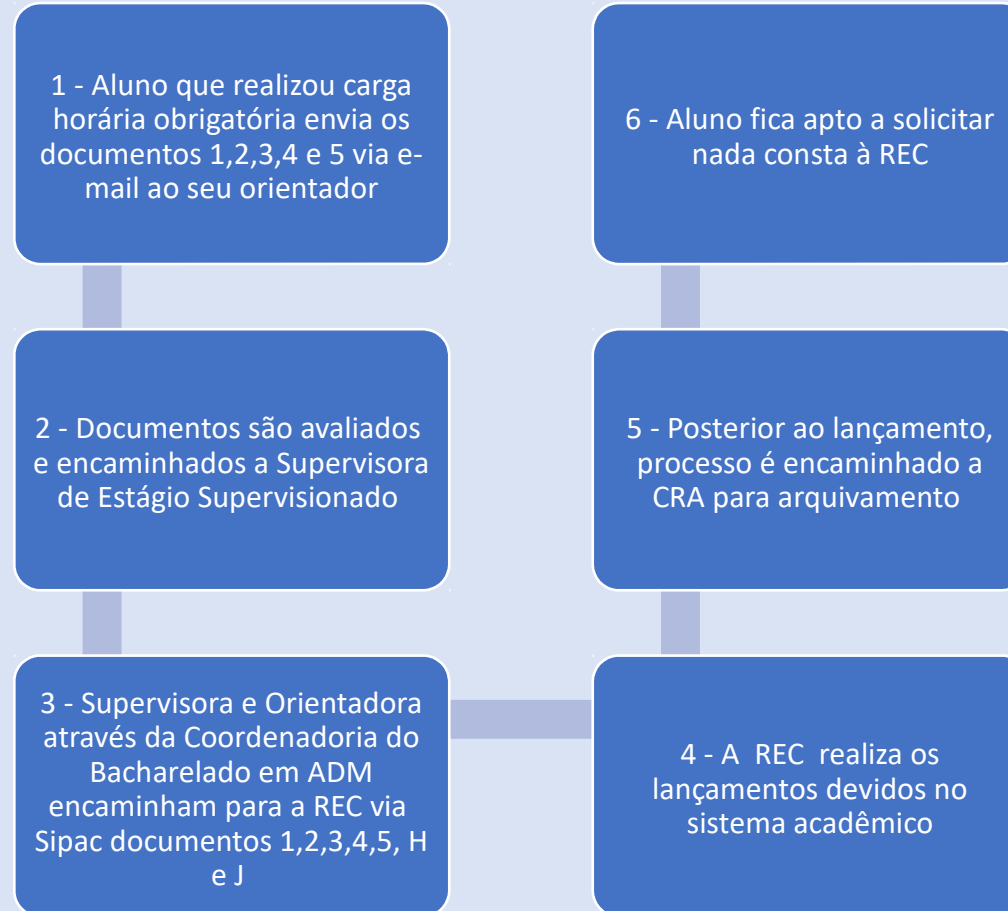 1 - Aluno que realizou carga
horária obrigatória envia os
documentos 1,2,3,4 e 5 via e-
mail ao seu orientador
2 - Documentos são avaliados
e encaminhados a Supervisora
de Estágio Supervisionado
3 - Supervisora e Orientadora
através da Coordenadoria do
Bacharelado em ADM
encaminham para a REC via
Sipac documentos 1,2,3,4,5, H
e J
4 - A  REC  realiza os
lançamentos devidos no
sistema acadêmico
5 - Posterior ao lançamento,
processo é encaminhado a
CRA para arquivamento
6 - Aluno fica apto a solicitar
nada consta à REC